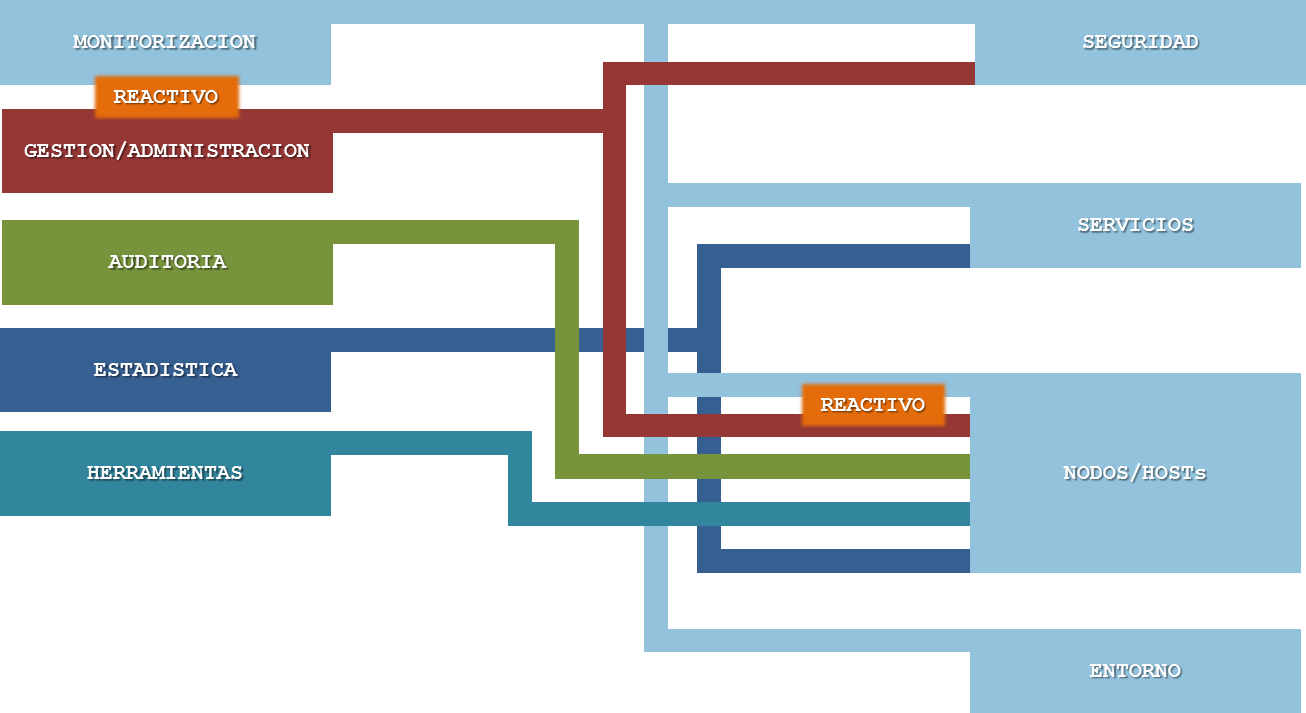 MONITORIZACION
SEGURIDAD
REACTIVO
GESTION/ADMINISTRACION
SERVICIOS
AUDITORIA
ESTADISTICA
REACTIVO
HERRAMIENTAS
NODOS/HOSTs
ENTORNO